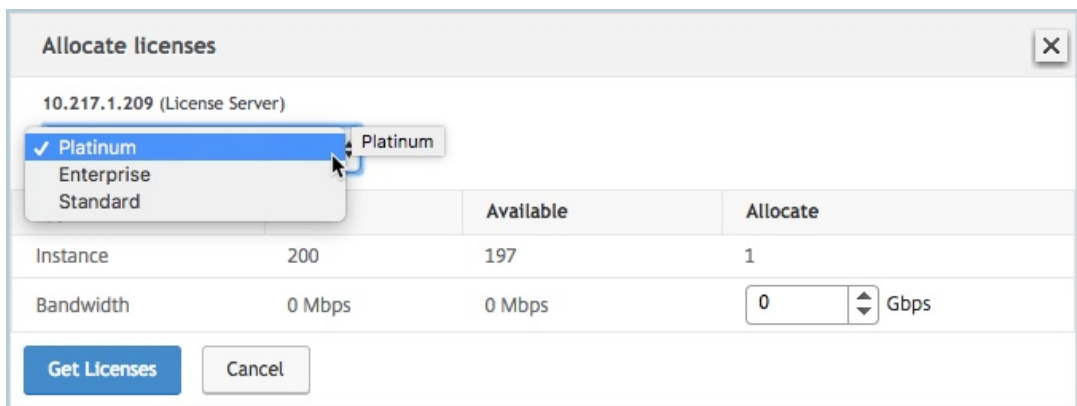 Allocate licenses
10.217.1.209 (License Server)
✓ Platinum
Platinum
Enterprise
Standard
Available Allocate
Instance 200 197 1
Bandwidth 0 Mbps 0 Mbps 0 Gbps
Get Licenses Cancel